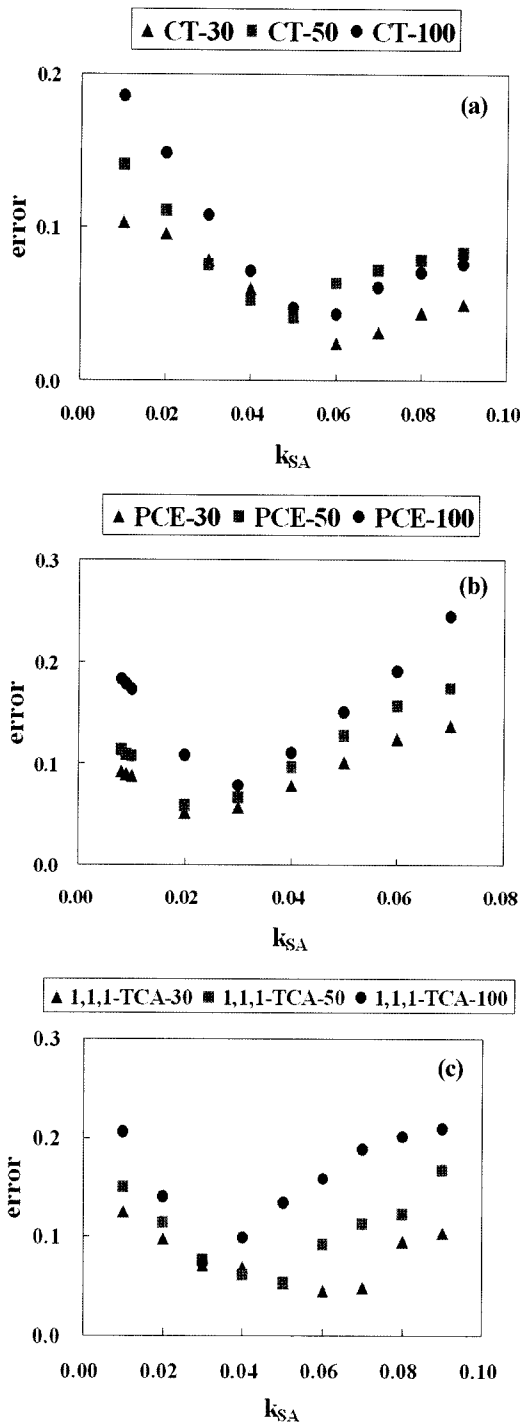 ▲ CT-30 ■ CT-50 ● CT-100
0.2
(a)
0.1
error
0.0
0.00 0.02 0.04 0.06 0.08 0.10
kSA
▲ PCE-30 ■ PCE-50 ● PCE-100
0.3
(b)
0.2
error
0.1
0.0
0.00 0.02 0.04 0.06 0.08
kSA
▲ 1,1,1-TCA-30 ■ 1,1,1-TCA-50 ● 1,1,1-TCA-100
0.3
(c)
0.2
error
0.1
0.0
0.00 0.02 0.04 0.06 0.08 0.10
kSA